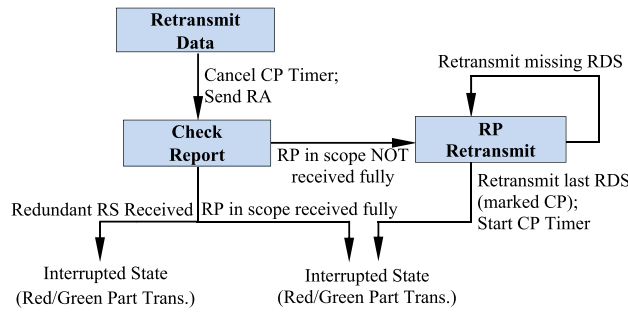 Retransmit
Data
Retransmit missing RDS
Cancel CP Timer;
Send RA
Check
Report
RP
Retransmit
RP in scope NOT
received fully
Retransmit last RDS
(marked CP);
Start CP Timer
Redundant RS Received
RP in scope received fully
Interrupted State
(Red/Green Part Trans.)
Interrupted State
(Red/Green Part Trans.)